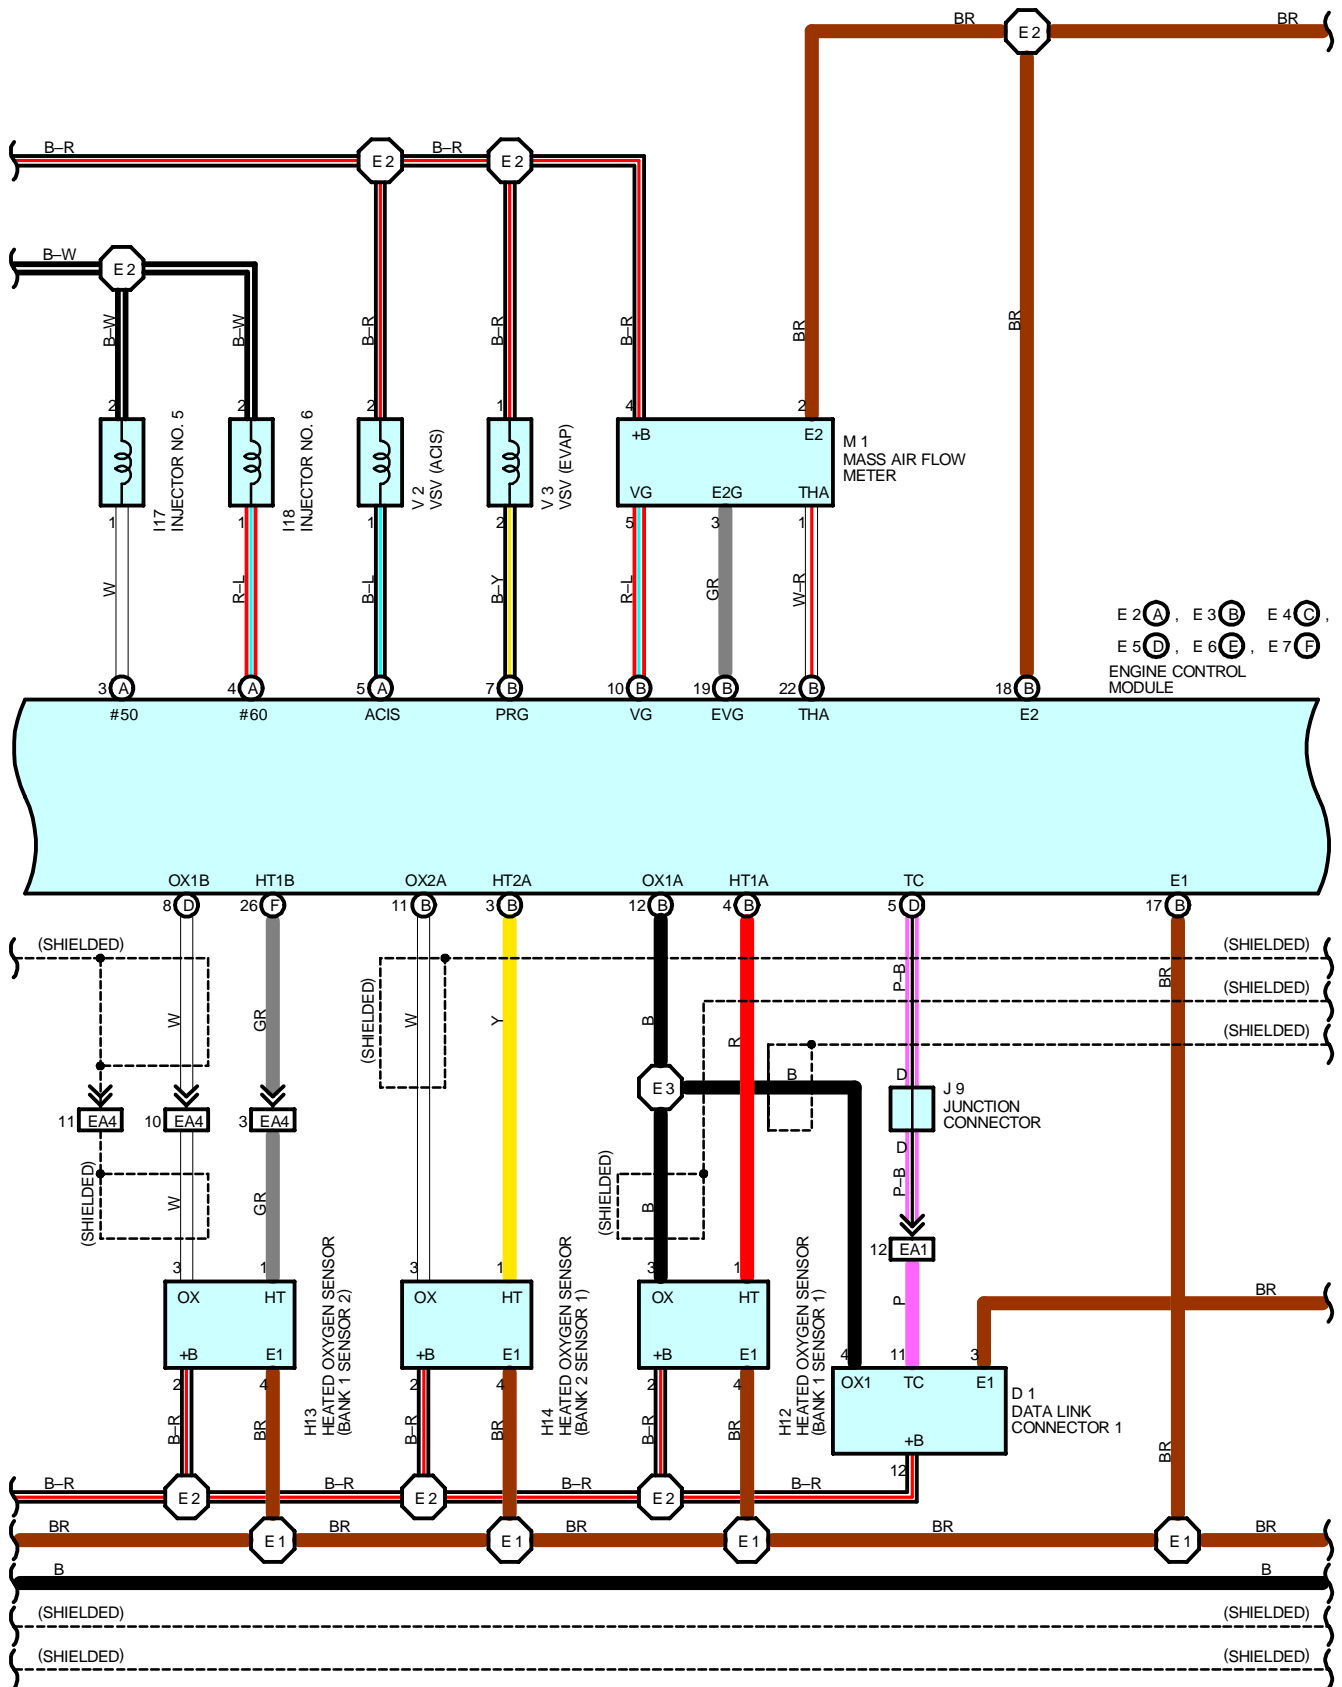 BR
E 2
BR
B–R
E 2
B–R
E 2
B–W
E 2
B–W
B–W
B–R
B–R
B–R
BR
BR
2
2
2
1
4
2
I17
INJECTOR NO. 5
I18
INJECTOR NO. 6
V 2
VSV (ACIS)
V 3
VSV (EVAP)
+B
E2
VG
E2G
THA
M 1
MASS AIR FLOW
METER
1
1
1
2
5
3
1
W
R–L
B–L
B–Y
R–L
GR
W–R
E 2 A , E 3 B E 4 C ,
E 5 D , E 6 E , E 7 F
ENGINE CONTROL
MODULE
3 A
4 A
5 A
7 B
10 B
19 B
22 B
18 B
#50
#60
ACIS
PRG
VG
EVG
THA
E2
OX1B
HT1B
OX2A
HT2A
OX1A
HT1A
TC
E1
8 D
26 F
11 B
3 B
12 B
4 B
5 D
17 B
(SHIELDED)
(SHIELDED)
(SHIELDED)
(SHIELDED)
W
GR
(SHIELDED)
W
Y
B
R
P–B
BR
E 3
B
D
J 9
JUNCTION
CONNECTOR
D
11 EA4
10 EA4
3 EA4
(SHIELDED)
W
GR
(SHIELDED)
B
P–B
12 EA1
P
BR
3
1
3
1
3
1
OX
HT
OX
HT
OX
HT
+B
E1
+B
E1
+B
E1
H13
HEATED OXYGEN SENSOR
(BANK 1 SENSOR 2)
H14
HEATED OXYGEN SENSOR
(BANK 2 SENSOR 1)
H12
HEATED OXYGEN SENSOR
(BANK 1 SENSOR 1)
4
11
3
OX1
TC
E1
+B
D 1
DATA LINK
CONNECTOR 1
2
4
2
4
2
4
12
B–R
BR
B–R
BR
B–R
BR
BR
B–R
E 2
B–R
E 2
B–R
E 2
B–R
BR
E 1
BR
E 1
BR
E 1
BR
E 1
BR
B
B
(SHIELDED)
(SHIELDED)
(SHIELDED)
(SHIELDED)